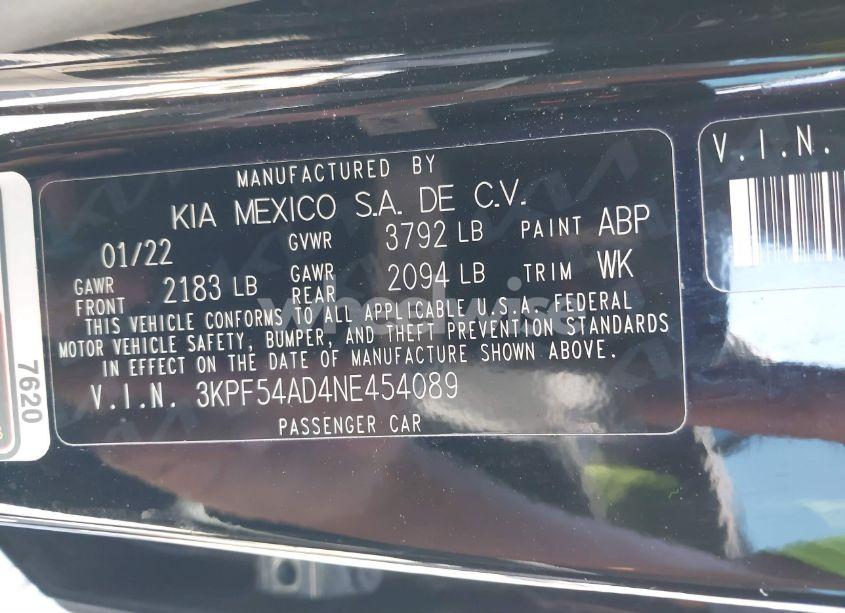 MANUFACTURED BY
KIA MEXICO S.A. DE C.V.
01/22 GVWR 3792 LB PAINT ABP
GAWR FRONT 2183 LB GAWR REAR 2094 LB TRIM WK
THIS VEHICLE CONFORMS TO ALL APPLICABLE U.S.A. FEDERAL
MOTOR VEHICLE SAFETY, BUMPER, AND THEFT PREVENTION STANDARDS
IN EFFECT ON THE DATE OF MANUFACTURE SHOWN ABOVE.
V.I.N. 3KPF54AD4NE454089
PASSENGER CAR
V.I.N.
7620
wheelwise